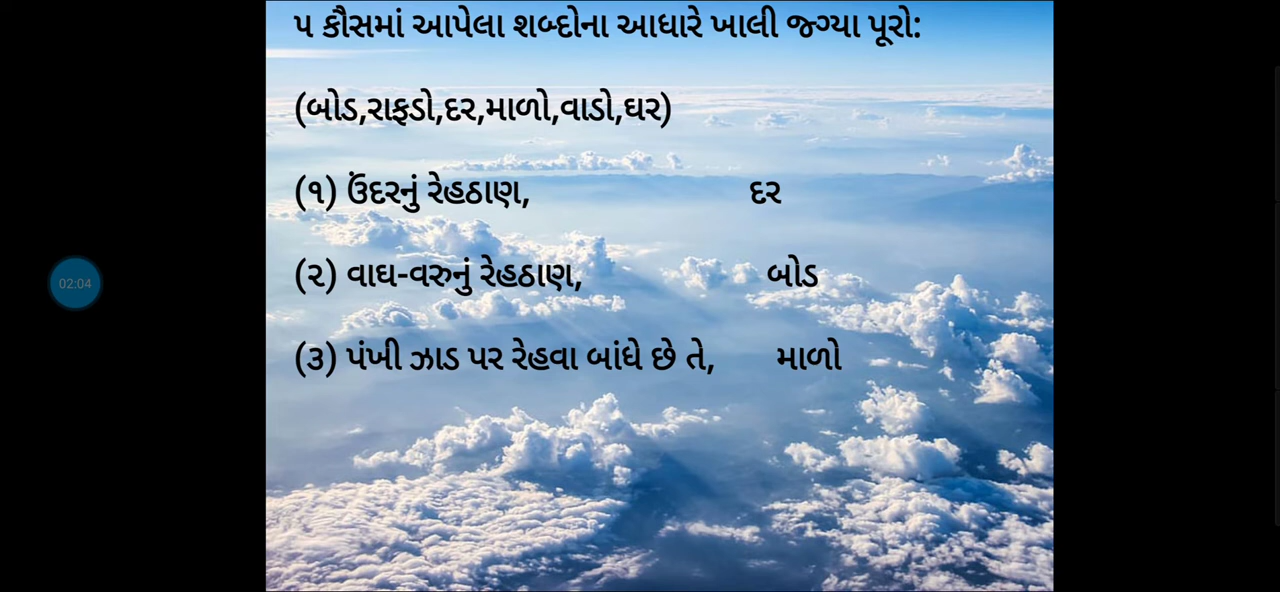 ૫ કૌસમાં આપેલા શબ્દોના આધારે ખાલી જ્ગ્યા પૂરો:
(બોડ,રાફડો,દર,માળો,વાડો,ઘર)
(૧) ઉંદરનું રેહઠાણ, દર
(૨) વાઘ-વરુનું રેહઠાણ, બોડ
(૩) પંખી ઝાડ પર રેહવા બાંધે છે તે, માળો
02:04